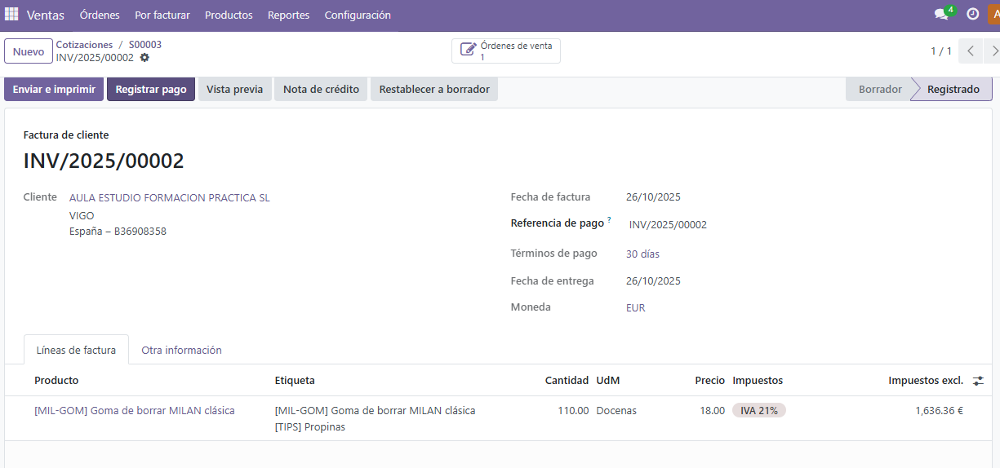 Ventas Órdenes Por facturar Productos Reportes Configuración 4 A
Nuevo Cotizaciones / S00003
INV/2025/00002
Órdenes de venta
1
1 / 1
Enviar e imprimir Registrar pago Vista previa Nota de crédito Restablecer a borrador Borrador Registrado
Factura de cliente
INV/2025/00002
Cliente AULA ESTUDIO FORMACION PRACTICA SL
VIGO
España – B36908358
Fecha de factura 26/10/2025
Referencia de pago ? INV/2025/00002
Términos de pago 30 días
Fecha de entrega 26/10/2025
Moneda EUR
Líneas de factura Otra información
Producto Etiqueta Cantidad UdM Precio Impuestos Impuestos excl.
[MIL-GOM] Goma de borrar MILAN clásica [MIL-GOM] Goma de borrar MILAN clásica 110.00 Docenas 18.00 IVA 21% 1,636.36 €
[TIPS] Propinas